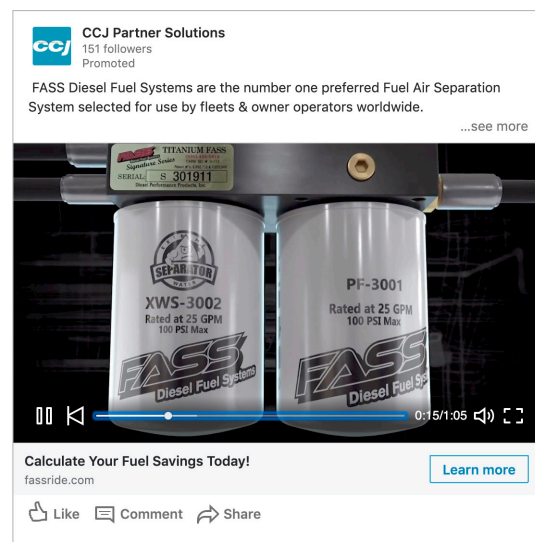 CCJ
CCJ Partner Solutions
151 followers
Promoted
FASS Diesel Fuel Systems are the number one preferred Fuel Air Separation
System selected for use by fleets & owner operators worldwide.
...see more
FASS TITANIUM FASS
Signature Series
SERIAL: S 301911
Diesel Performance Products, Inc.
SEPARATOR
WATER
XWS-3002
Rated at 25 GPM
100 PSI Max
FASS
Diesel Fuel Systems
PF-3001
Rated at 25 GPM
100 PSI Max
FASS
Diesel Fuel Sys
0:15/1:05
Calculate Your Fuel Savings Today!
fassride.com
Learn more
Like Comment Share